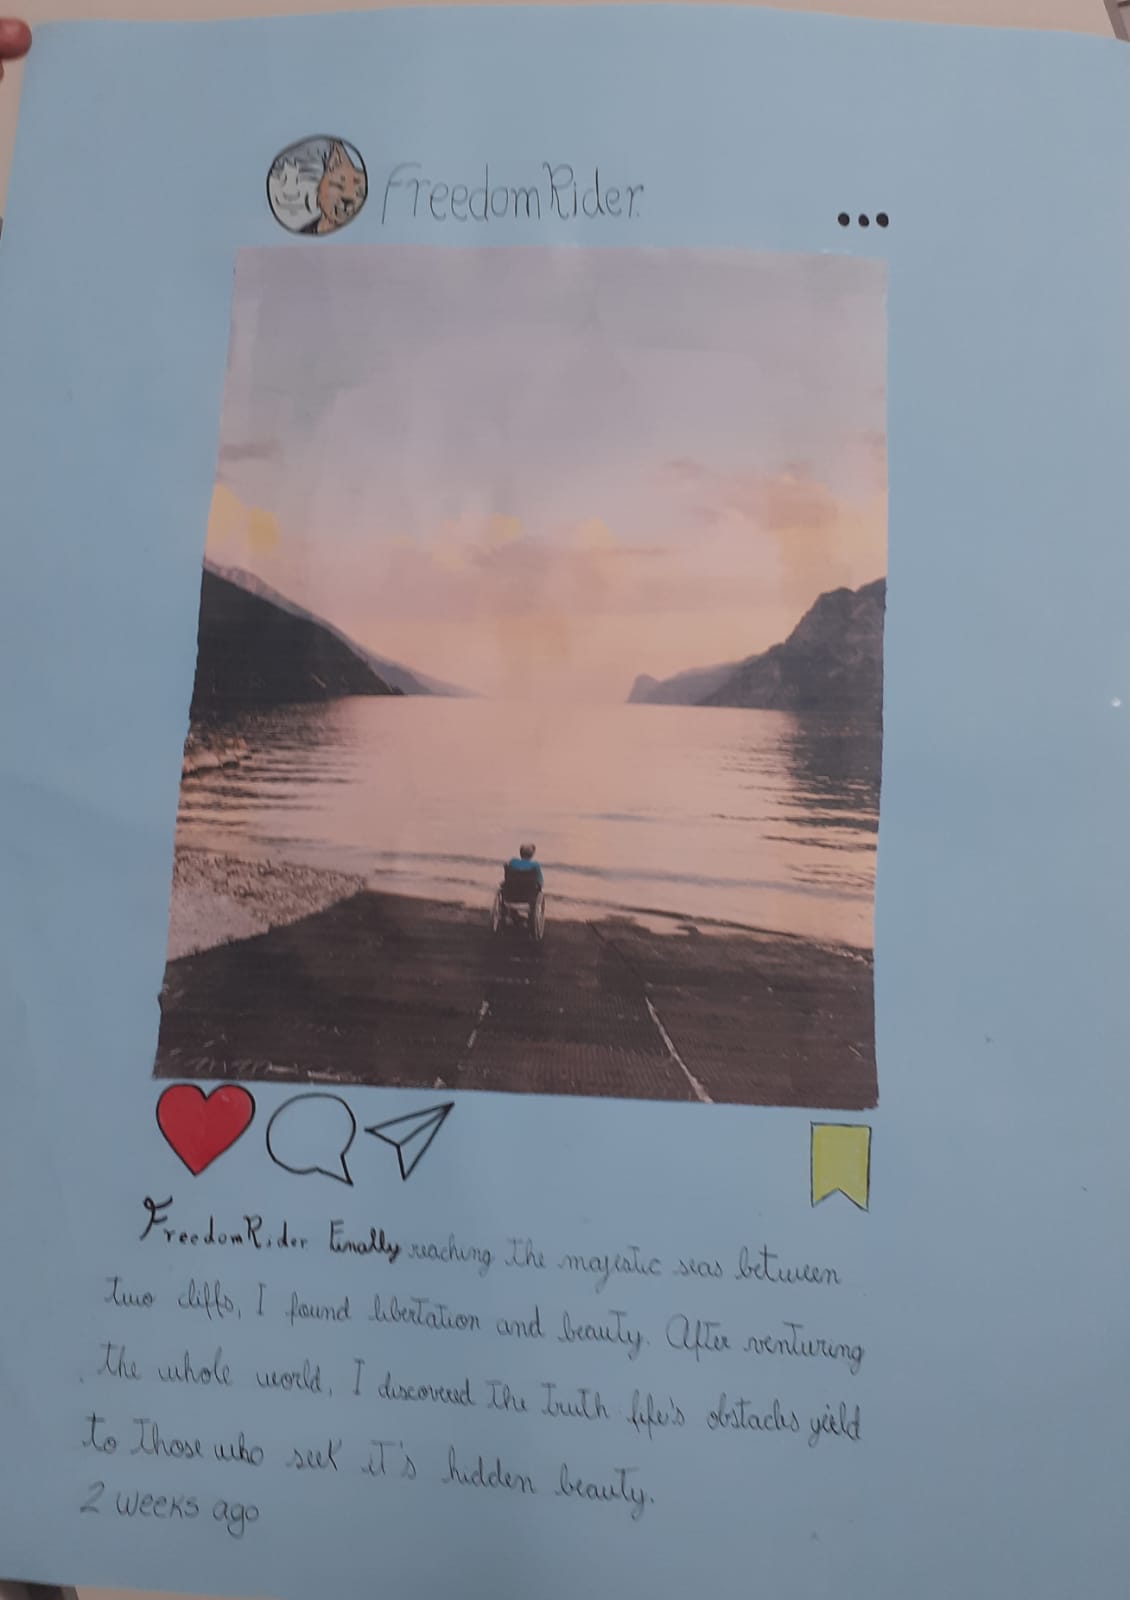 FreedomRider
FreedomRider Finally reaching the majestic seas between
two cliffs, I found libertation and beauty. After venturing
the whole world, I discovered the truth life's obstacles yield
to those who seek it's hidden beauty.
2 weeks ago